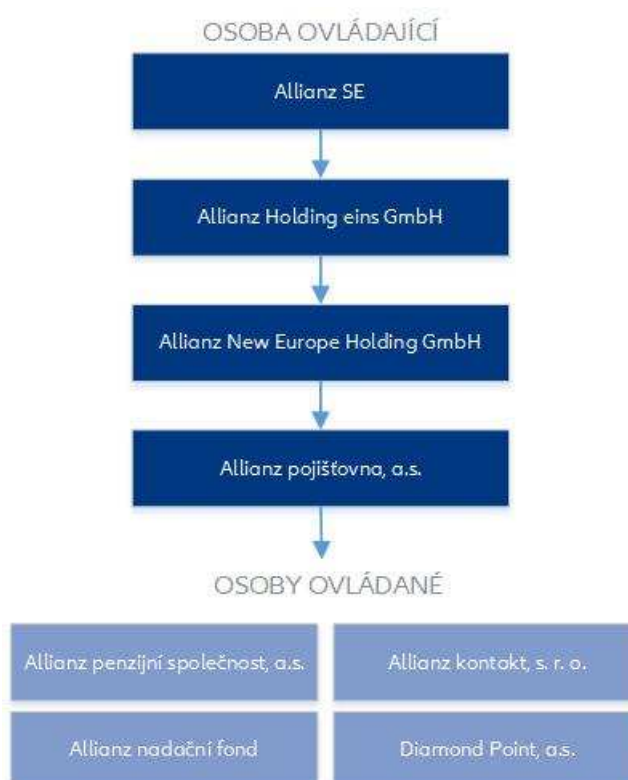 OSOBA OVLÁDAJÍCÍ
Allianz SE
Allianz Holding eins GmbH
Allianz New Europe Holding GmbH
Allianz pojišťovna, a.s.
OSOBY OVLÁDANÉ
Allianz penzijní společnost, a.s.
Allianz kontakt, s. r. o.
Allianz nadační fond
Diamond Point, a.s.